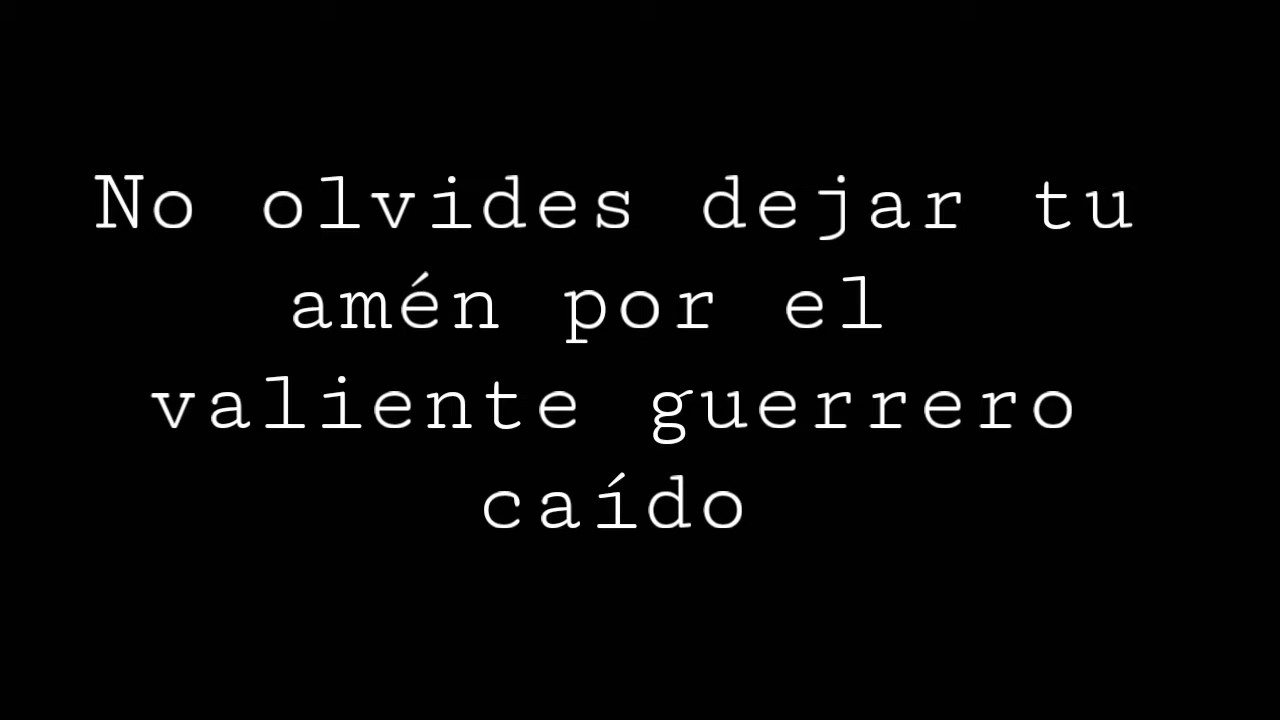 No olvides dejar tu
amén por el
valiente guerrero
caído